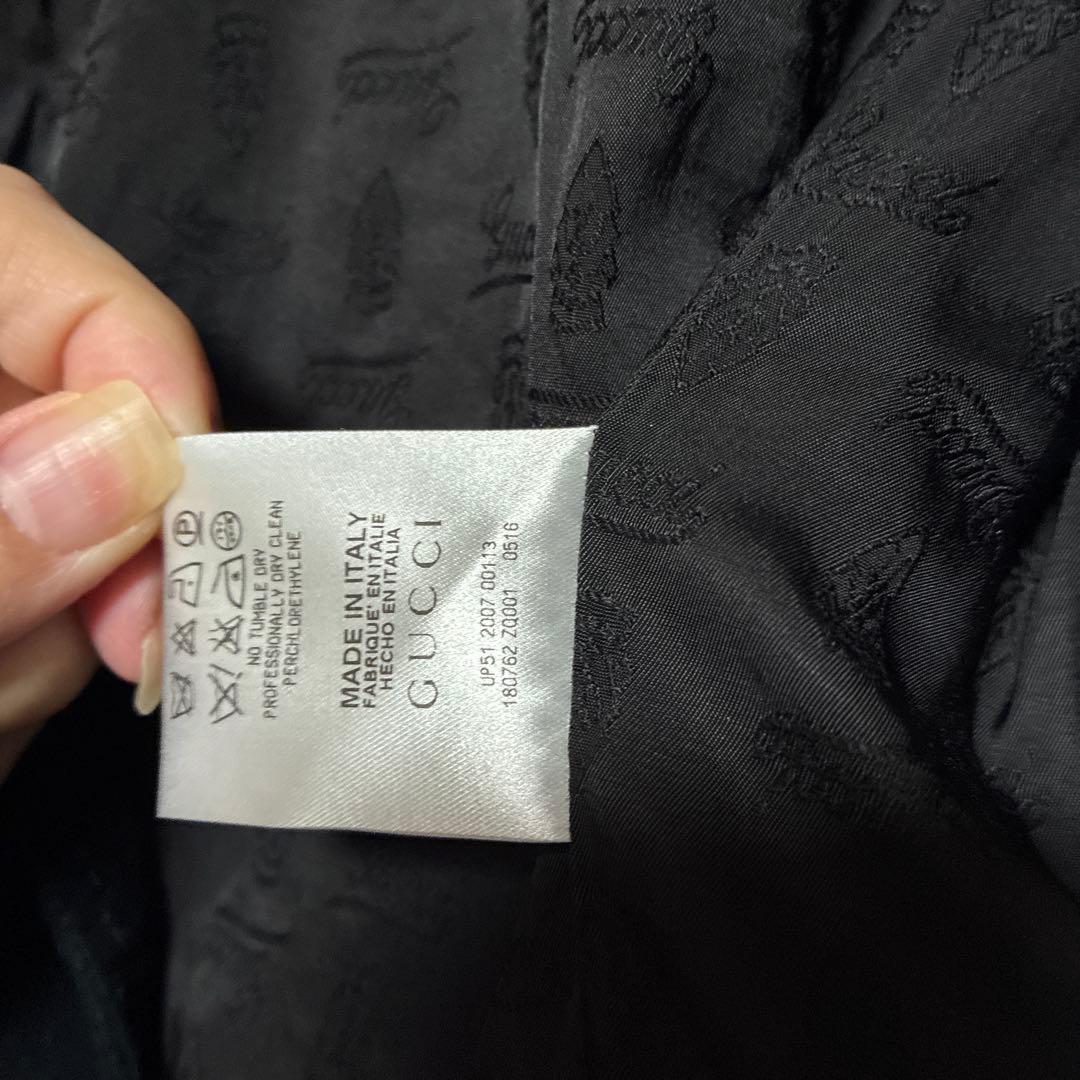 NO TUMBLE DRY
PROFESSIONALLY DRY CLEAN
PERCHLORETHYLENE
MADE IN ITALY
FABRIQUE' EN ITALIE
HECHO EN ITALIA
GUCCI
UP51 2007 00113
180762 ZQ001 0516